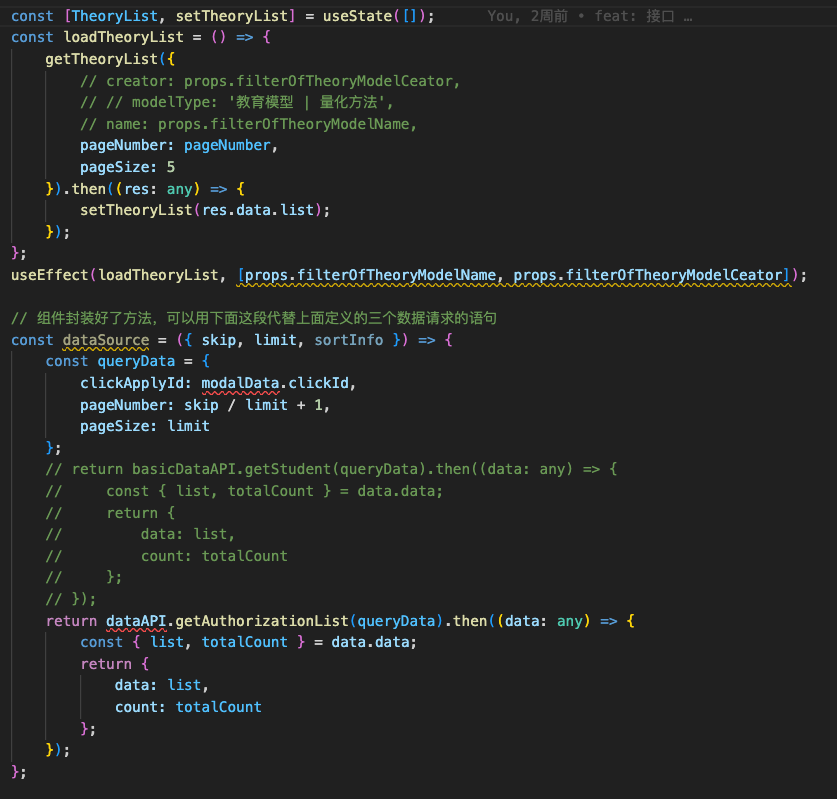 const [TheoryList, setTheoryList] = useState([]);      You, 2周前 • feat: 接口 …
const loadTheoryList = () => {
    getTheoryList({
        // creator: props.filterOfTheoryModelCeator,
        // // modelType: '教育模型 | 量化方法',
        // name: props.filterOfTheoryModelName,
        pageNumber: pageNumber,
        pageSize: 5
    }).then((res: any) => {
        setTheoryList(res.data.list);
    });
};
useEffect(loadTheoryList, [props.filterOfTheoryModelName, props.filterOfTheoryModelCeator]);
// 组件封装好了方法，可以用下面这段代替上面定义的三个数据请求的语句
const dataSource = ({ skip, limit, sortInfo }) => {
    const queryData = {
        clickApplyId: modalData.clickId,
        pageNumber: skip / limit + 1,
        pageSize: limit
    };
    // return basicDataAPI.getStudent(queryData).then((data: any) => {
    //     const { list, totalCount } = data.data;
    //     return {
    //         data: list,
    //         count: totalCount
    //     };
    // });
    return dataAPI.getAuthorizationList(queryData).then((data: any) => {
        const { list, totalCount } = data.data;
        return {
            data: list,
            count: totalCount
        };
    });
};